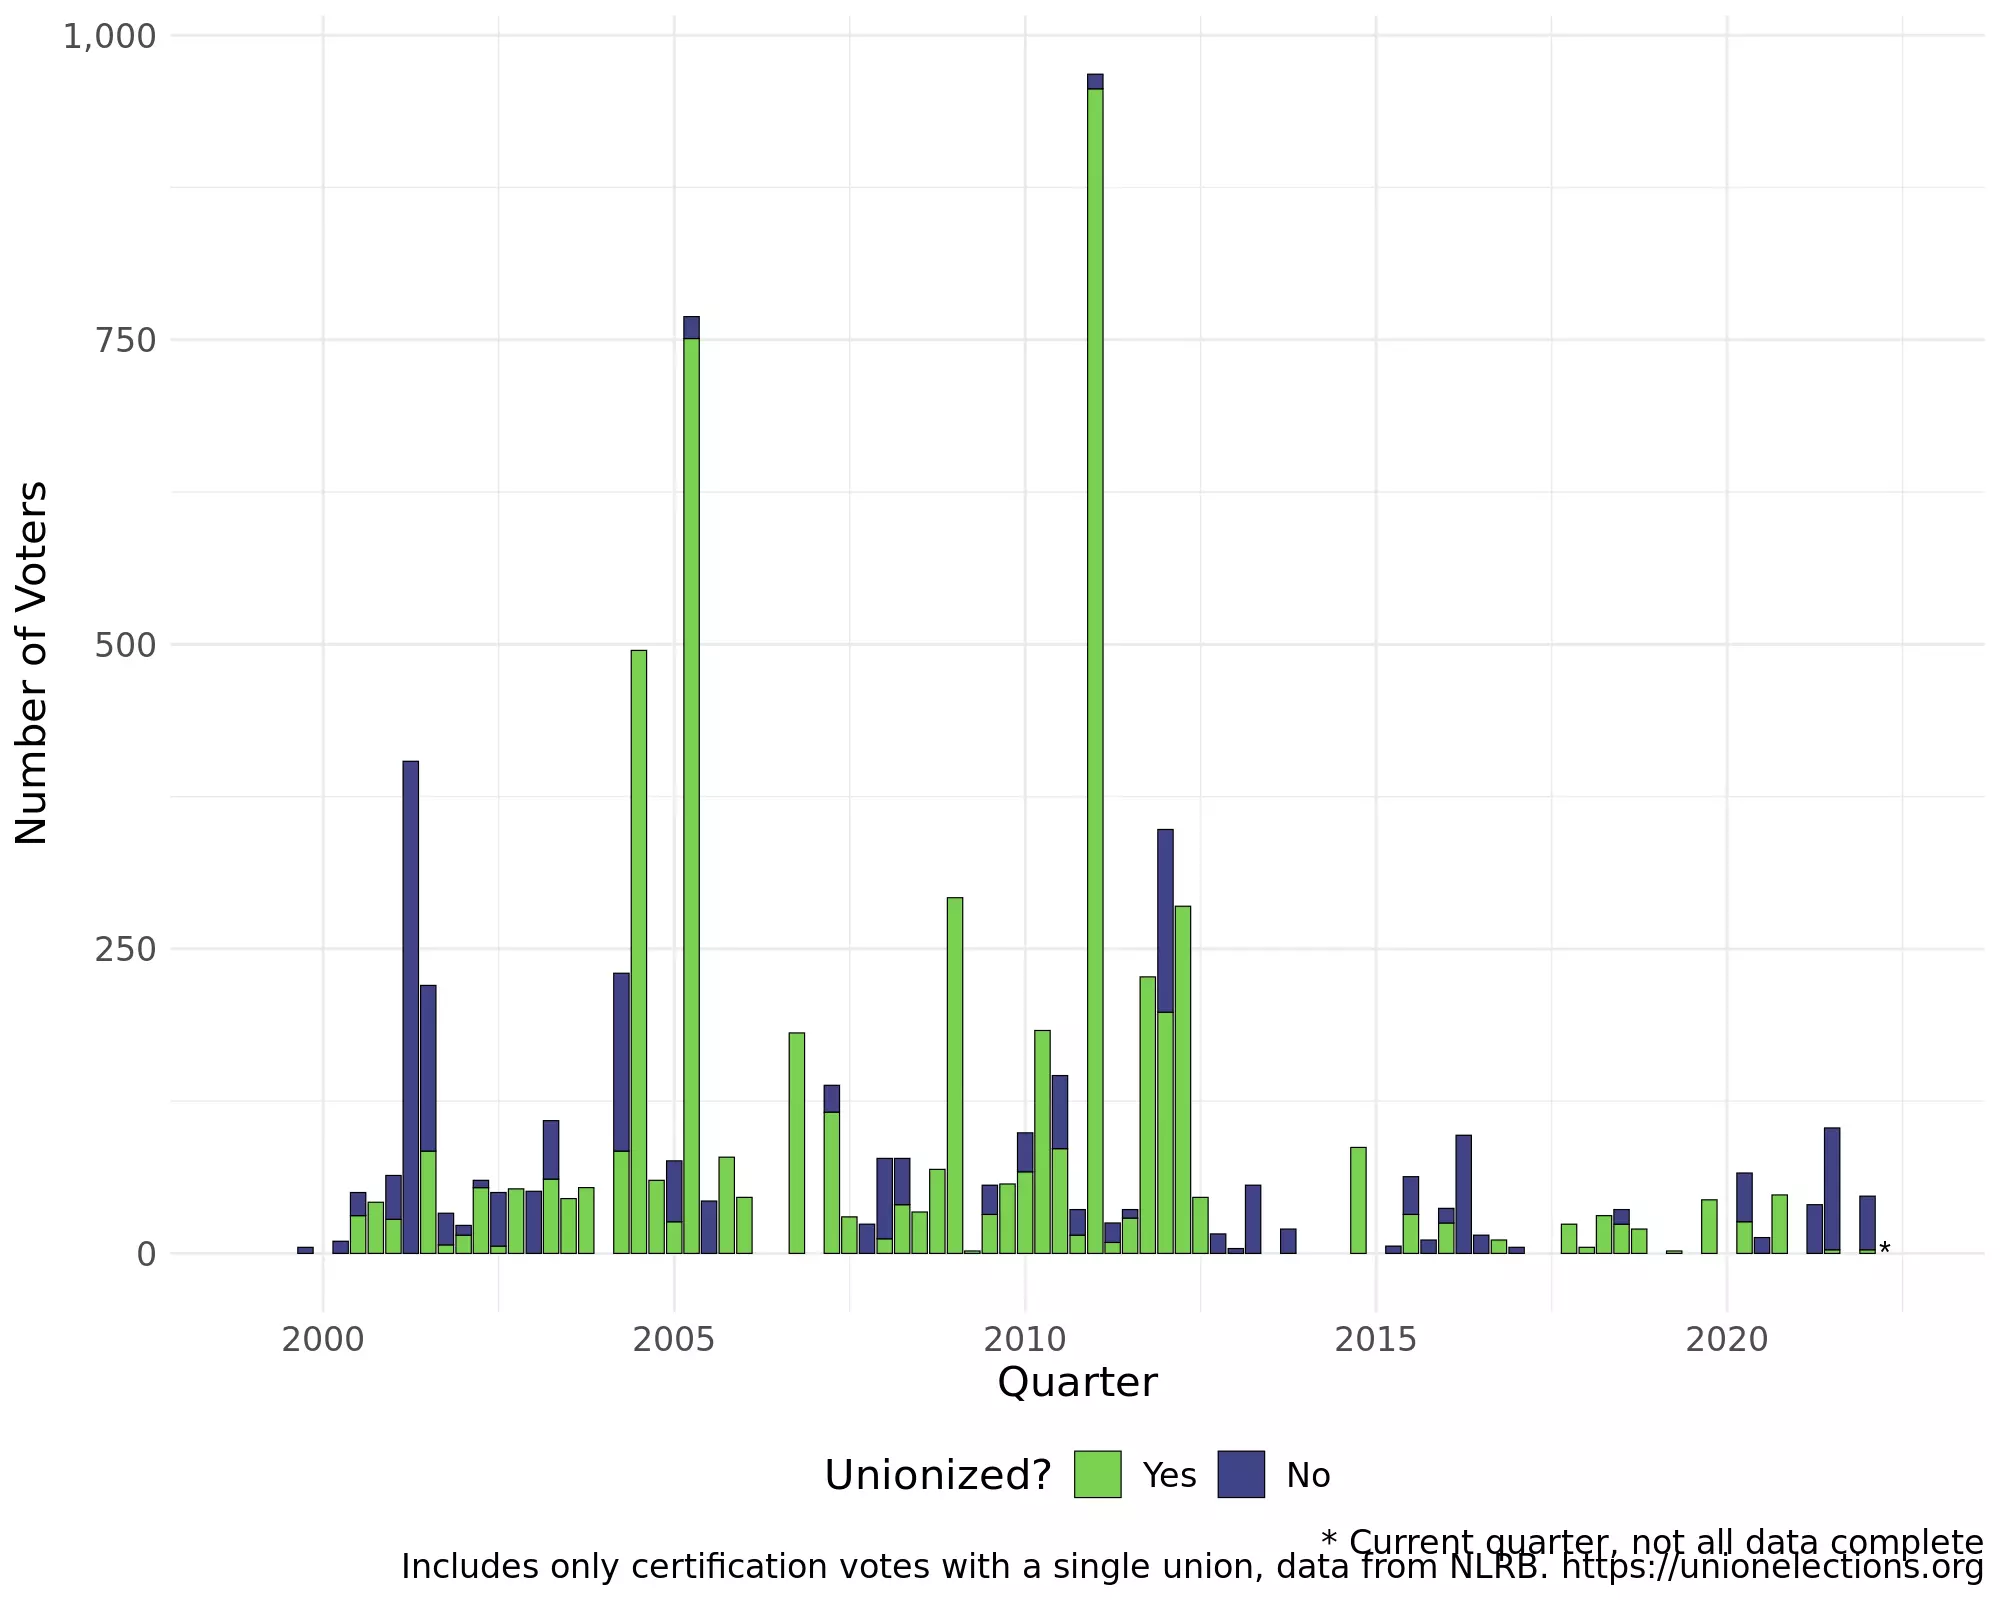 1,000
750
500
250
0
Number of Voters
*
2000 2005 2010 2015 2020
Quarter
Unionized? Yes No
* Current quarter, not all data complete
Includes only certification votes with a single union, data from NLRB. https://unionelections.org